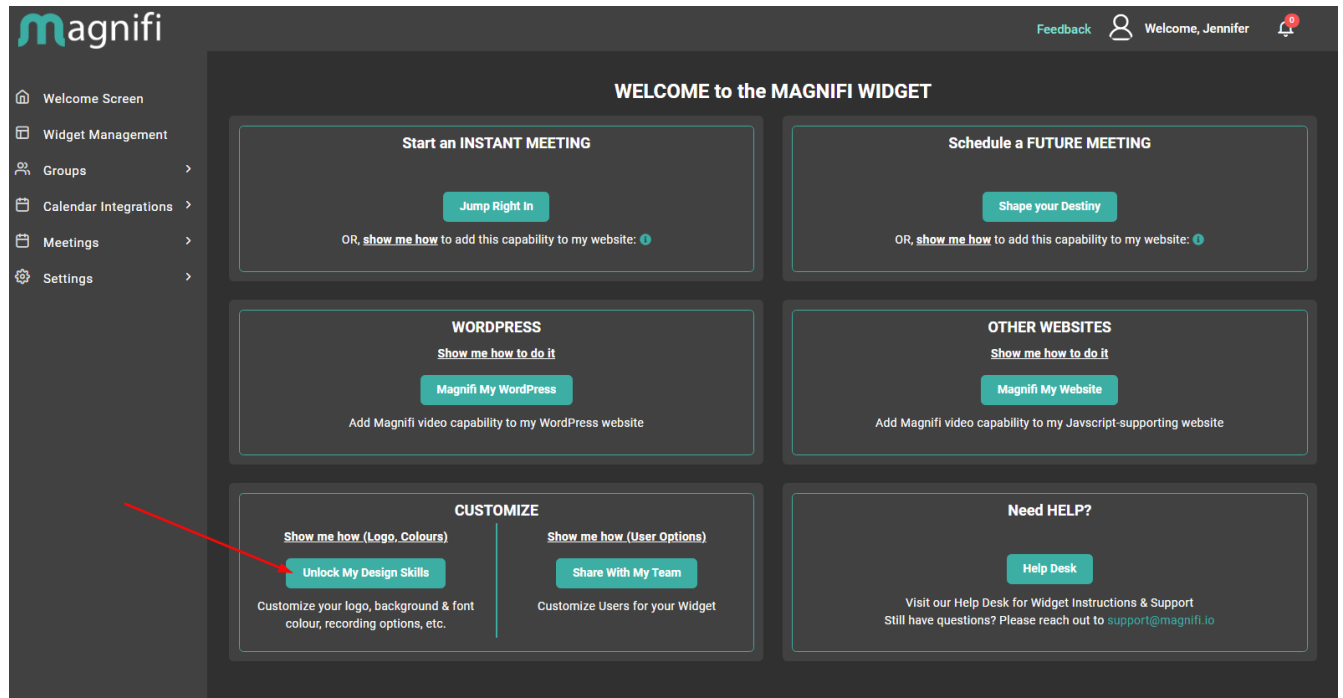 magnifi
Feedback
Welcome, Jennifer
0
Welcome Screen
Widget Management
Groups
Calendar Integrations
Meetings
Settings
WELCOME to the MAGNIFI WIDGET
Start an INSTANT MEETING
Jump Right In
OR, show me how to add this capability to my website:
Schedule a FUTURE MEETING
Shape your Destiny
OR, show me how to add this capability to my website:
WORDPRESS
Show me how to do it
Magnifi My WordPress
Add Magnifi video capability to my WordPress website
OTHER WEBSITES
Show me how to do it
Magnifi My Website
Add Magnifi video capability to my Javscript-supporting website
CUSTOMIZE
Show me how (Logo, Colours)
Unlock My Design Skills
Customize your logo, background & font
colour, recording options, etc.
Show me how (User Options)
Share With My Team
Customize Users for your Widget
Need HELP?
Help Desk
Visit our Help Desk for Widget Instructions & Support
Still have questions? Please reach out to support@magnifi.io